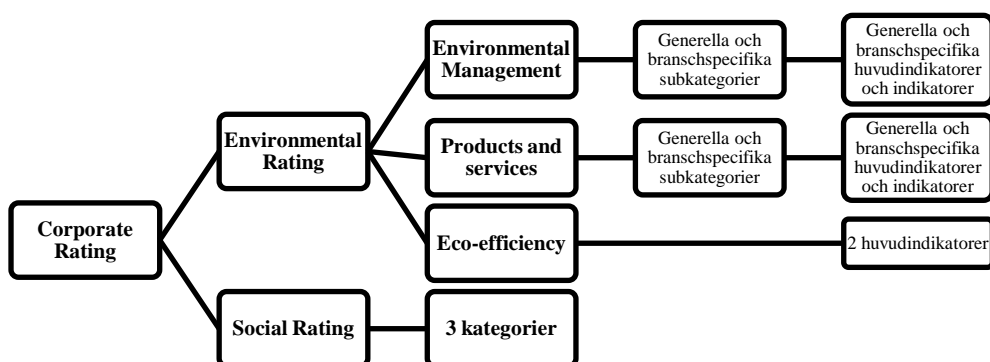 Environmental
Management
Generella och
branschspecifika
subkategorier
Generella och
branschspecifika
huvudindikatorer
och indikatorer
Environmental
Rating
Products and
services
Generella och
branschspecifika
subkategorier
Generella och
branschspecifika
huvudindikatorer
och indikatorer
Corporate
Rating
Eco-efficiency
2 huvudindikatorer
Social Rating
3 kategorier